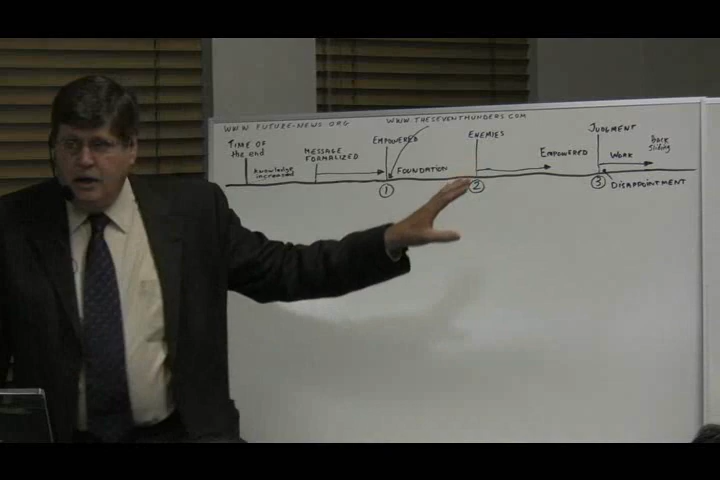 WWW. FUTURE-NEWS.ORG
WWW.THESEVENTHUNDERS.COM
TIME OF
the end
knowledge
increased
MESSAGE
FORMALIZED
EMPOWERED
FOUNDATION
1
ENEMIES
EMPOWERED
2
JUDGMENT
WORK
Back
sliding
3
DISAPPOINTMENT